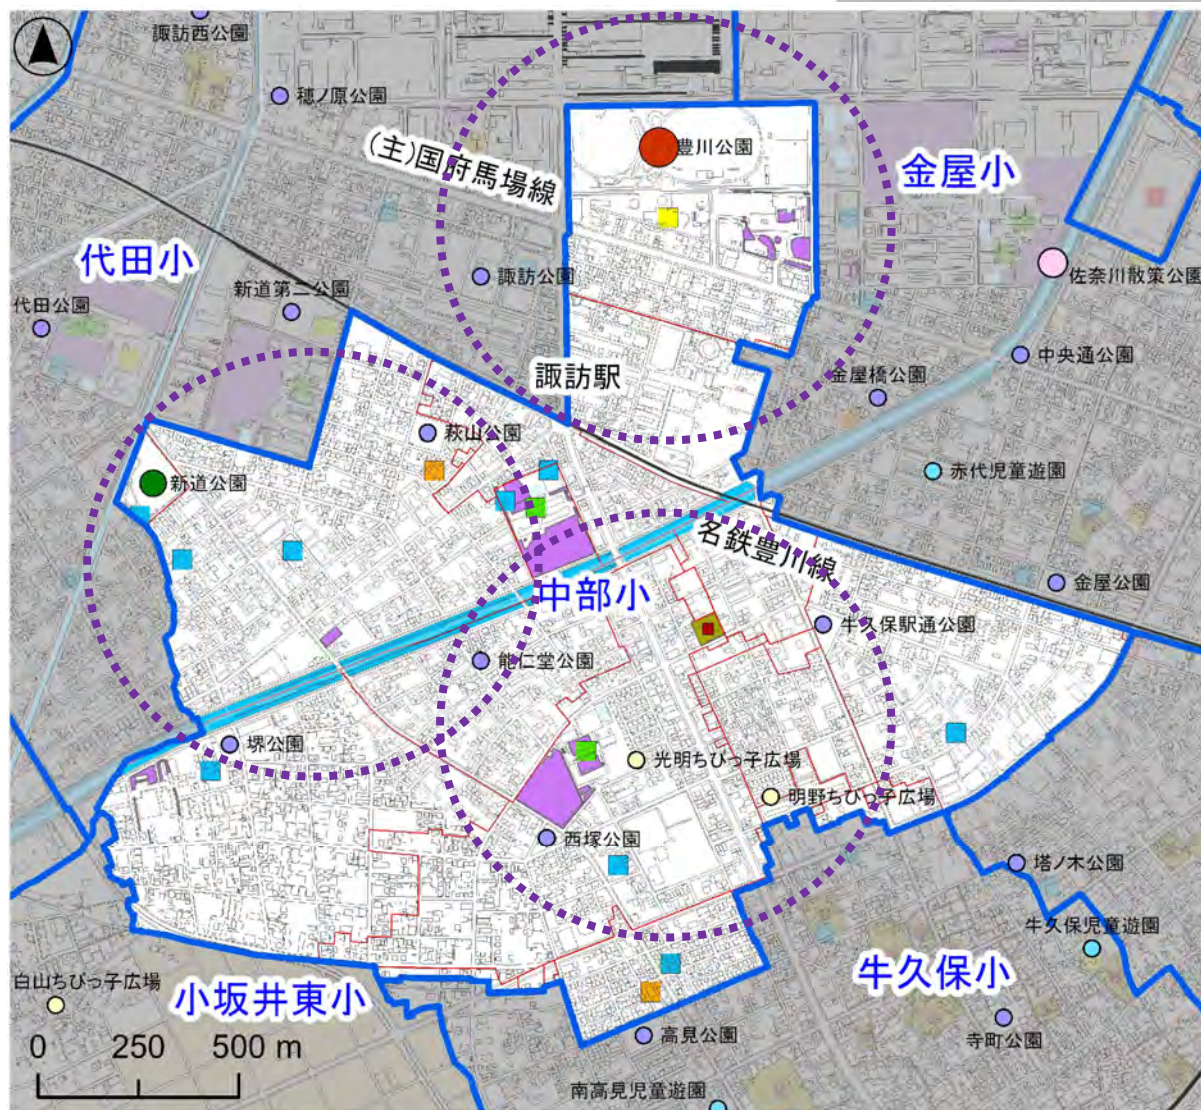 諏訪西公園
穂ノ原公園
(主)国府馬場線
豊川公園
金屋小
代田小
諏訪公園
佐奈川散策公園
新道第二公園
代田公園
諏訪駅
中央通公園
金屋橋公園
萩山公園
赤代児童遊園
新道公園
名鉄豊川線
中部小
金屋公園
牛久保駅通公園
能仁堂公園
堺公園
光明ちびっ子広場
明野ちびっ子広場
西塚公園
塔ノ木公園
牛久保児童遊園
白山ちびっ子広場
小坂井東小
牛久保小
高見公園
寺町公園
0 250 500 m
南高見児童遊園